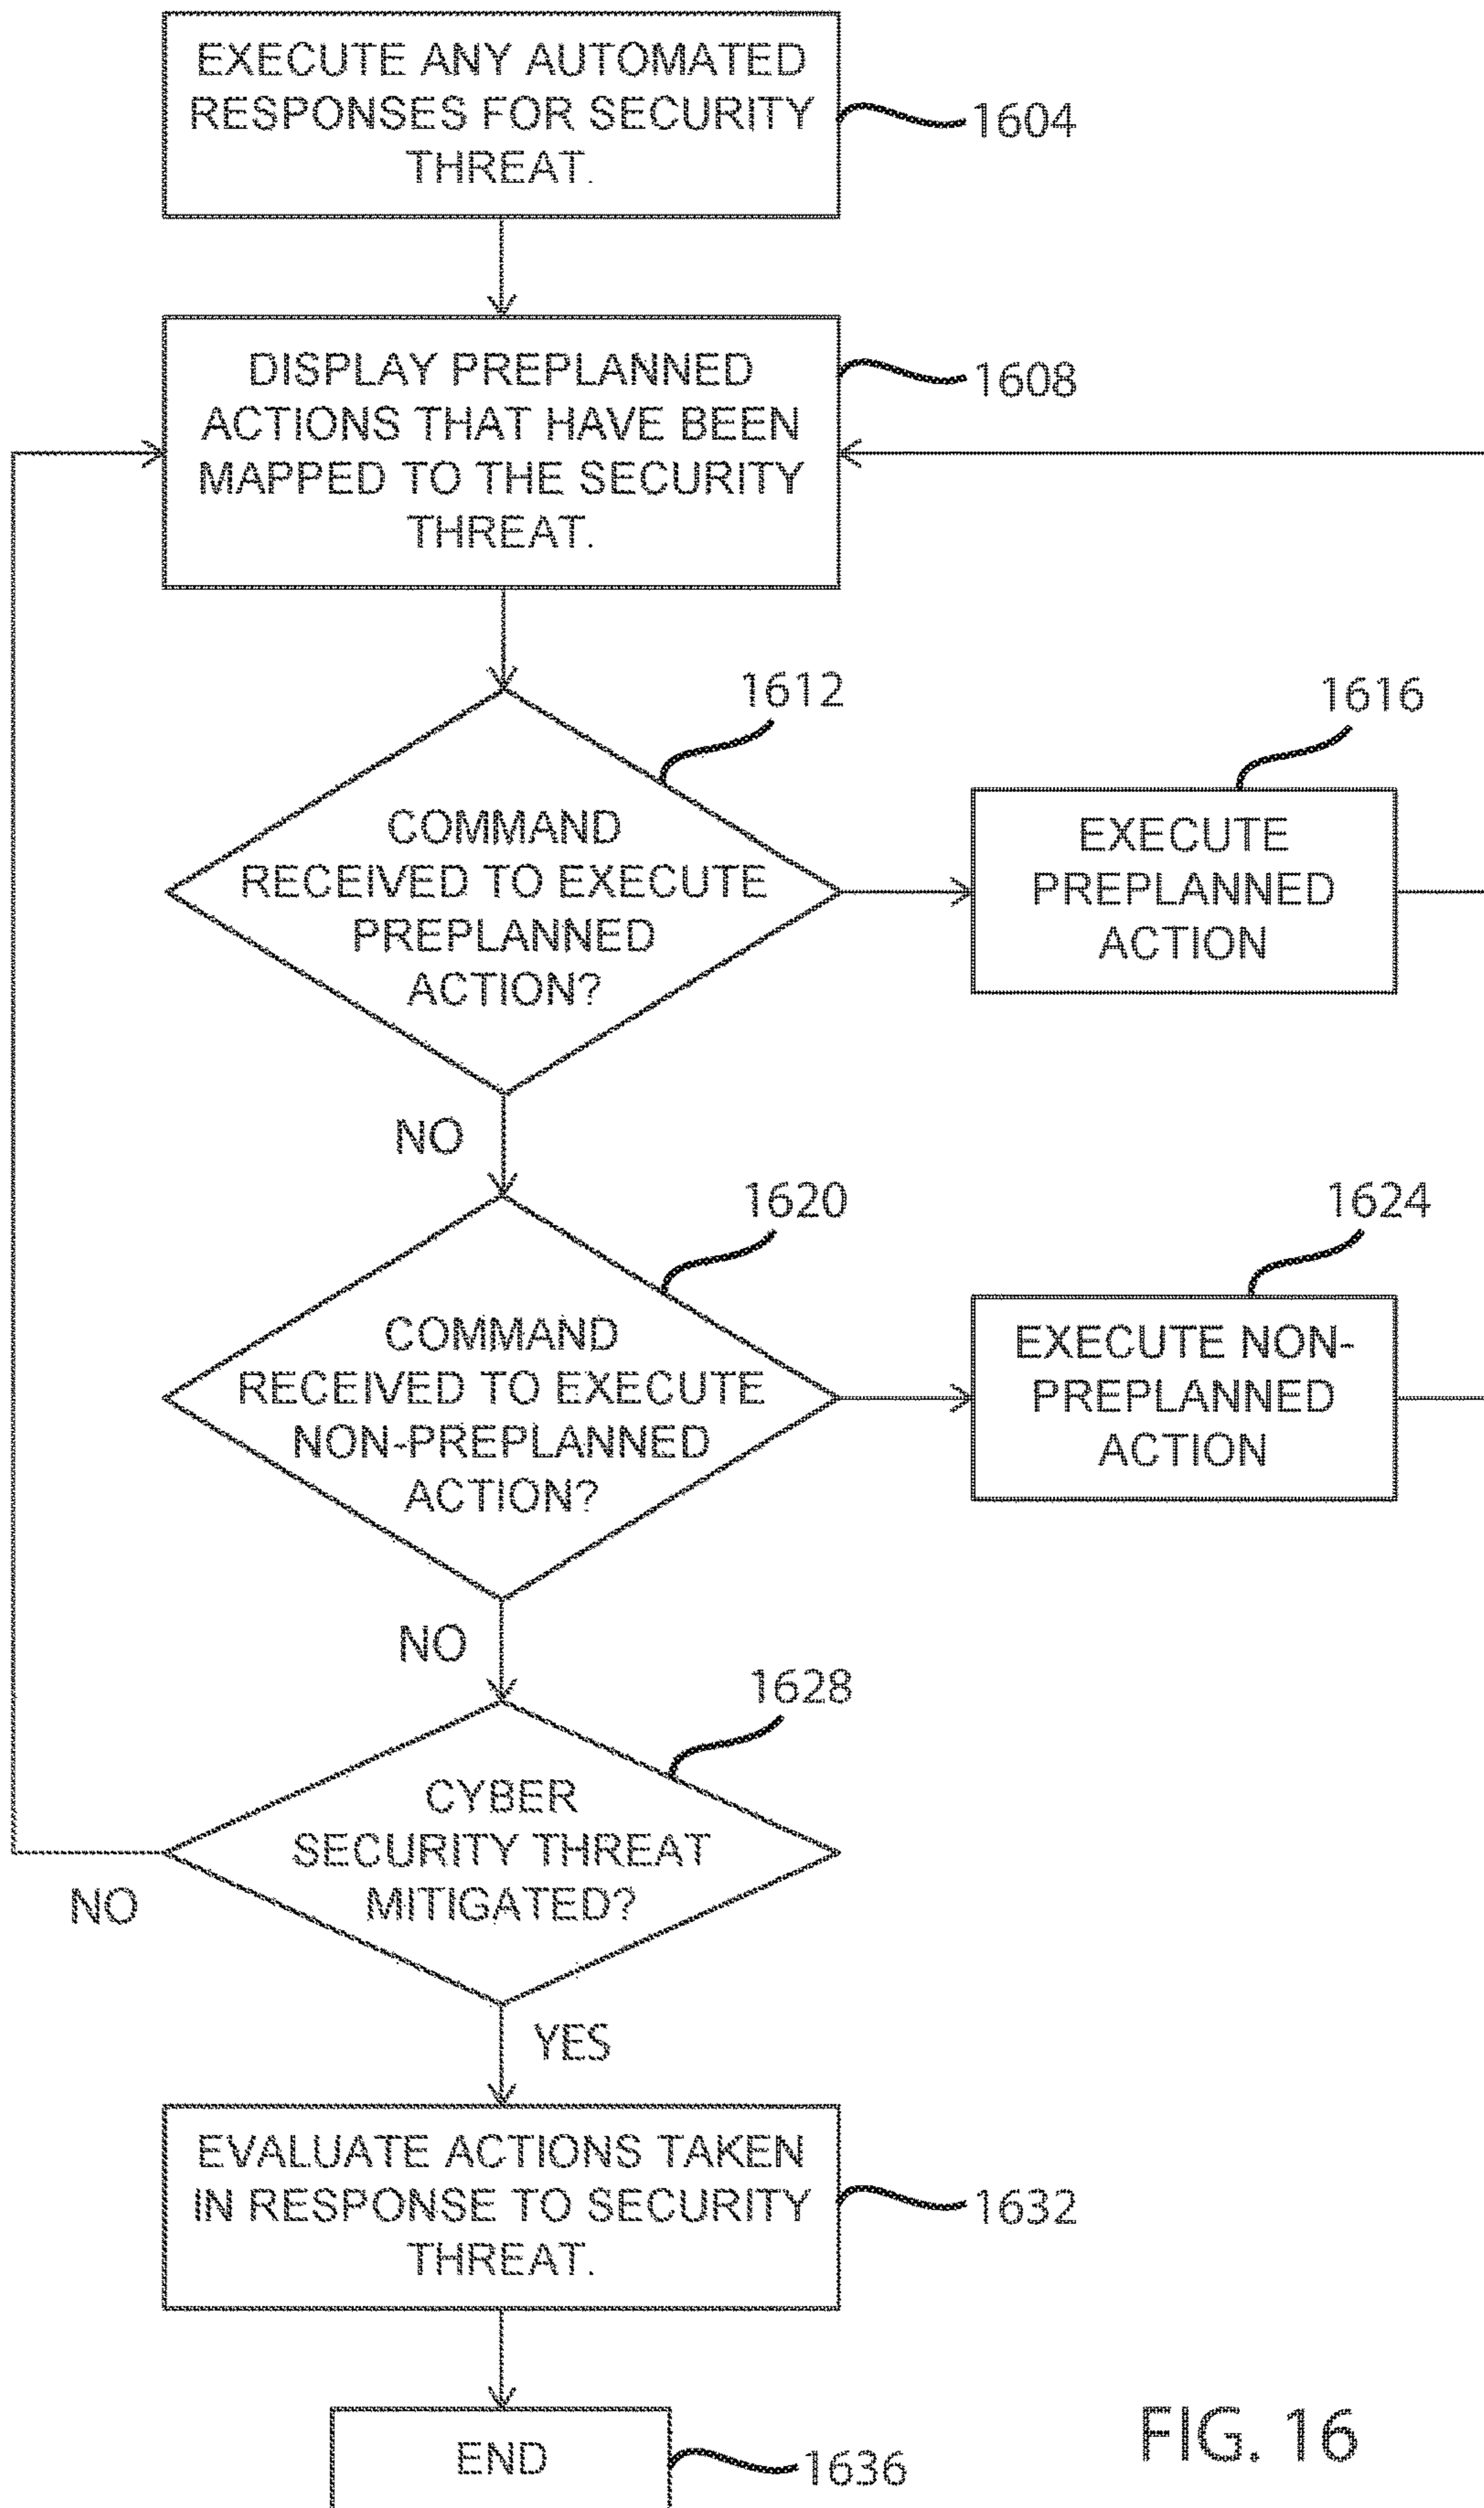 EXECUTE ANY AUTOMATED
RESPONSES FOR SECURITY
THREAT.
1604
DISPLAY PREPLANNED
ACTIONS THAT HAVE BEEN
MAPPED TO THE SECURITY
THREAT.
1608
1612
COMMAND
RECEIVED TO EXECUTE
PREPLANNED
ACTION?
1616
EXECUTE
PREPLANNED
ACTION
NO
1620
COMMAND
RECEIVED TO EXECUTE
NON-PREPLANNED
ACTION?
1624
EXECUTE NON-
PREPLANNED
ACTION
NO
1628
CYBER
SECURITY THREAT
MITIGATED?
NO
YES
EVALUATE ACTIONS TAKEN
IN RESPONSE TO SECURITY
THREAT.
1632
END
1636
FIG. 16